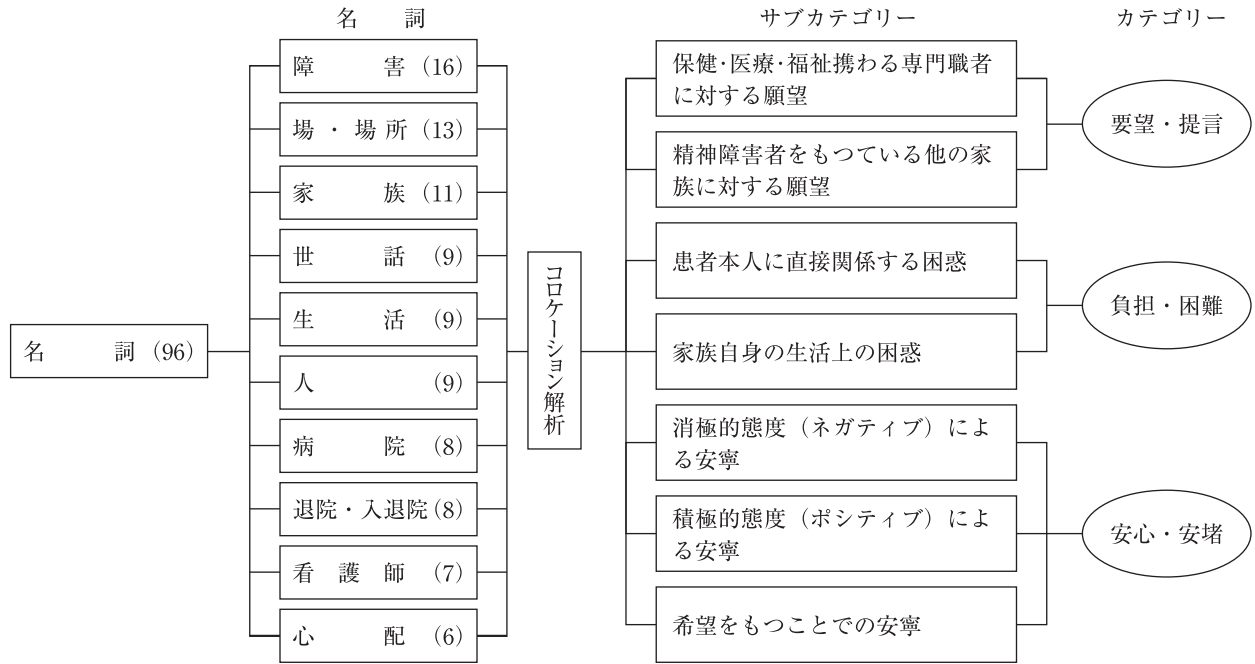 名詞
サブカテゴリー
カテゴリー
名詞（96）
障害（16）
場・場所（13）
家族（11）
世話（9）
生活（9）
人（9）
病院（8）
退院・入退院（8）
看護師（7）
心配（6）
コロケーション解析
保健・医療・福祉携わる専門職者
に対する願望
精神障害者をもつている他の家
族に対する願望
患者本人に直接関係する困惑
家族自身の生活上の困惑
消極的態度（ネガティブ）によ
る安寧
積極的態度（ポシティブ）によ
る安寧
希望をもつことでの安寧
要望・提言
負担・困難
安心・安堵